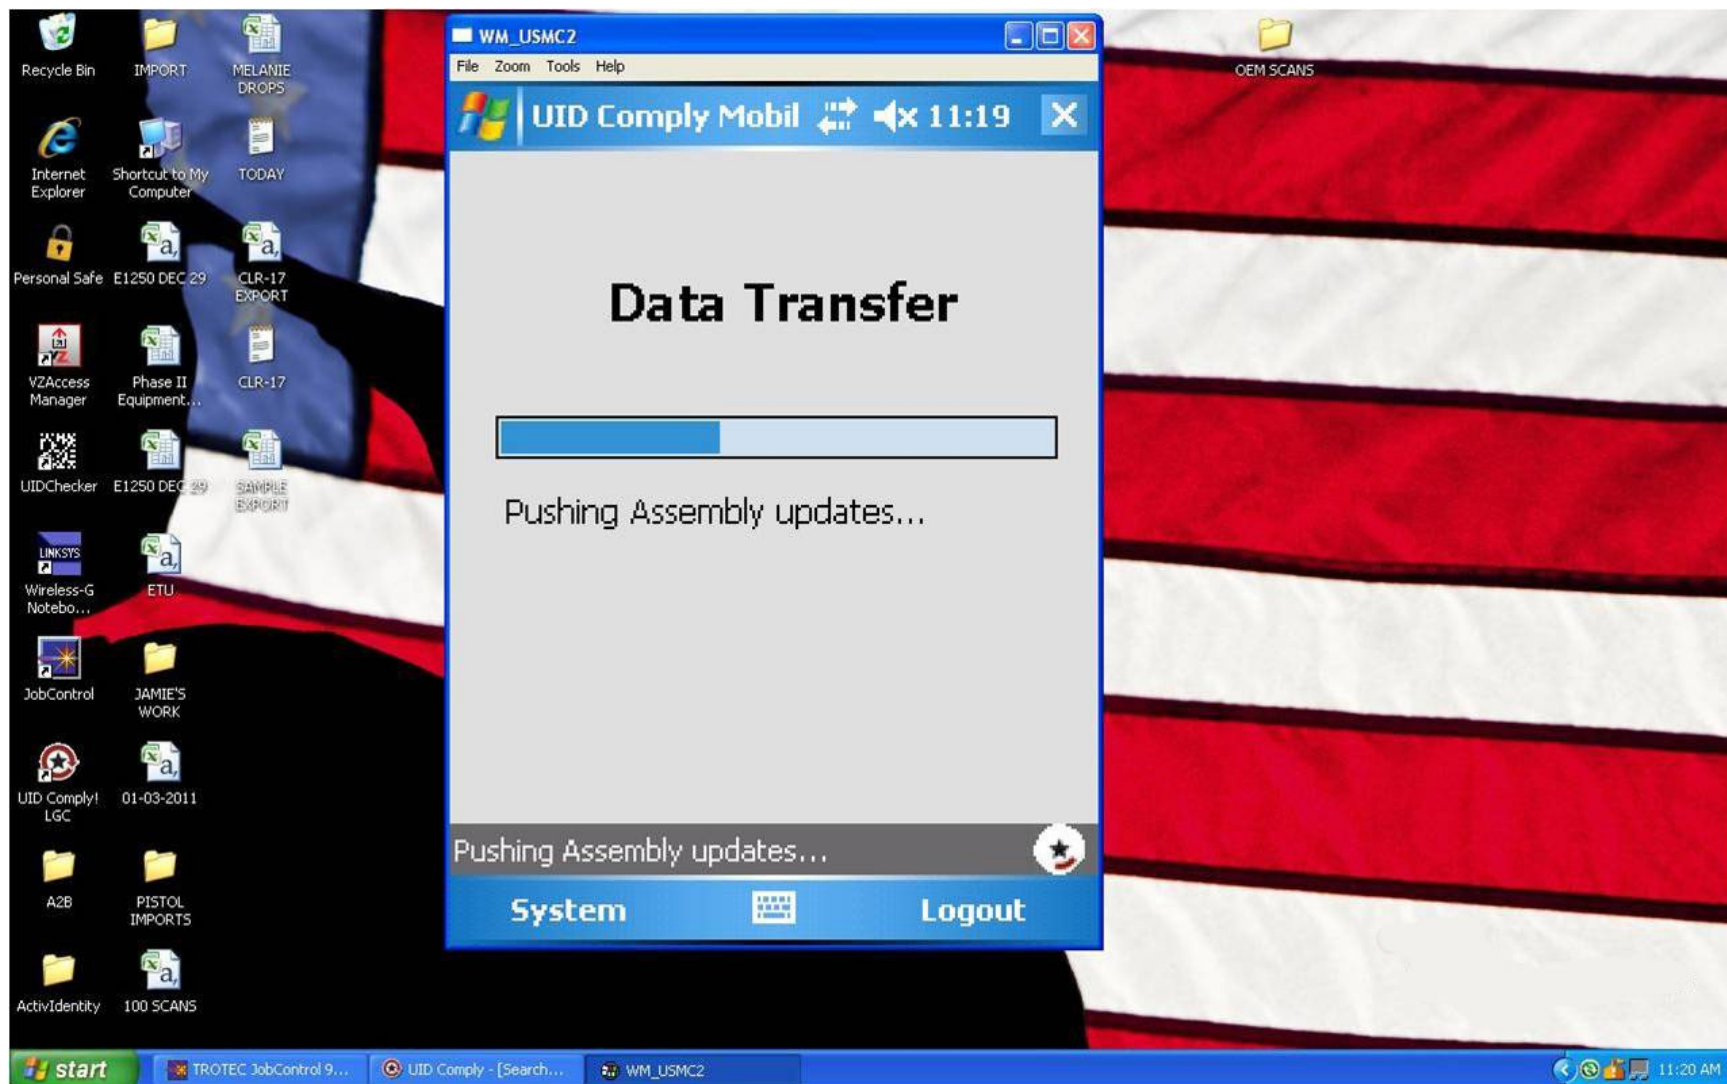 Recycle Bin
IMPORT
MELANIE
DROPS
Internet
Explorer
Shortcut to My
Computer
TODAY
Personal Safe
E1250 DEC 29
CLR-17
EXPORT
VZAccess
Manager
Phase II
Equipment...
CLR-17
UIDChecker
E1250 DEC 29
SAMPLE
EXPORT
LINKSYS
Wireless-G
Notebo...
ETU
JobControl
JAMIE'S
WORK
UID Comply!
LGC
01-03-2011
A2B
PISTOL
IMPORTS
ActivIdentity
100 SCANS
WM_USMC2
File Zoom Tools Help
UID Comply Mobil 11:19
Data Transfer
Pushing Assembly updates...
Pushing Assembly updates...
System Logout
OEM SCANS
start
TROTEC JobControl 9...
UID Comply - [Search...
WM_USMC2
11:20 AM